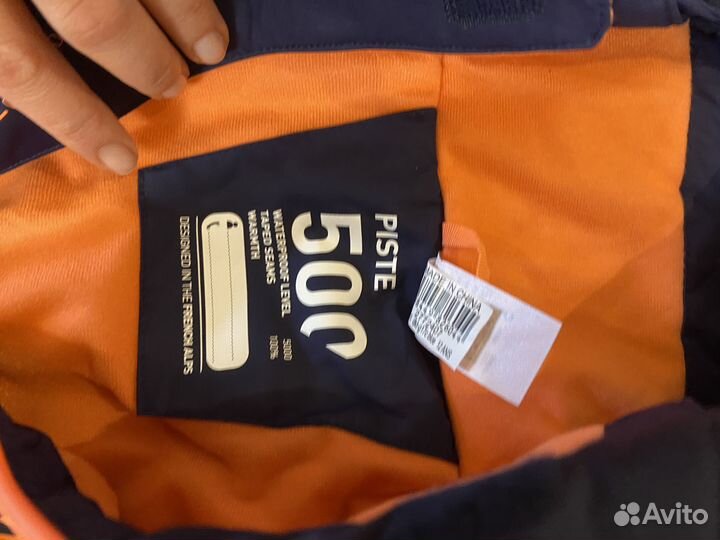 PISTE
500
WATERPROOF LEVEL 5000
TAPED SEAMS 100%
WARMTH
DESIGNED IN THE FRENCH ALPS
MADE IN CHINA
Avito